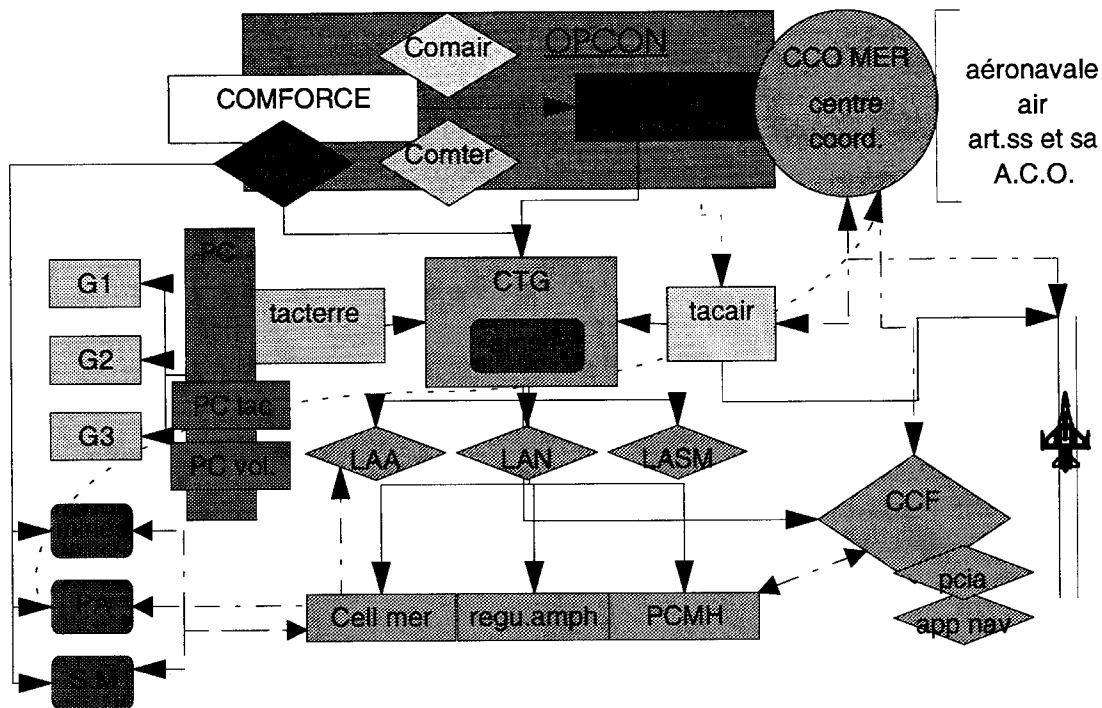 Comair
OPCON
CCO MER
centre
coord.
aéronavale
air
art.ss et sa
A.C.O.
COMFORCE
Comter
PC
G1
tacterre
CTG
tacair
G2
PC tac
G3
LAA
LAN
LASM
PC vol.
CCF
pcia
PA
Cell mer
regu.amph
PCMH
app nav
S.M